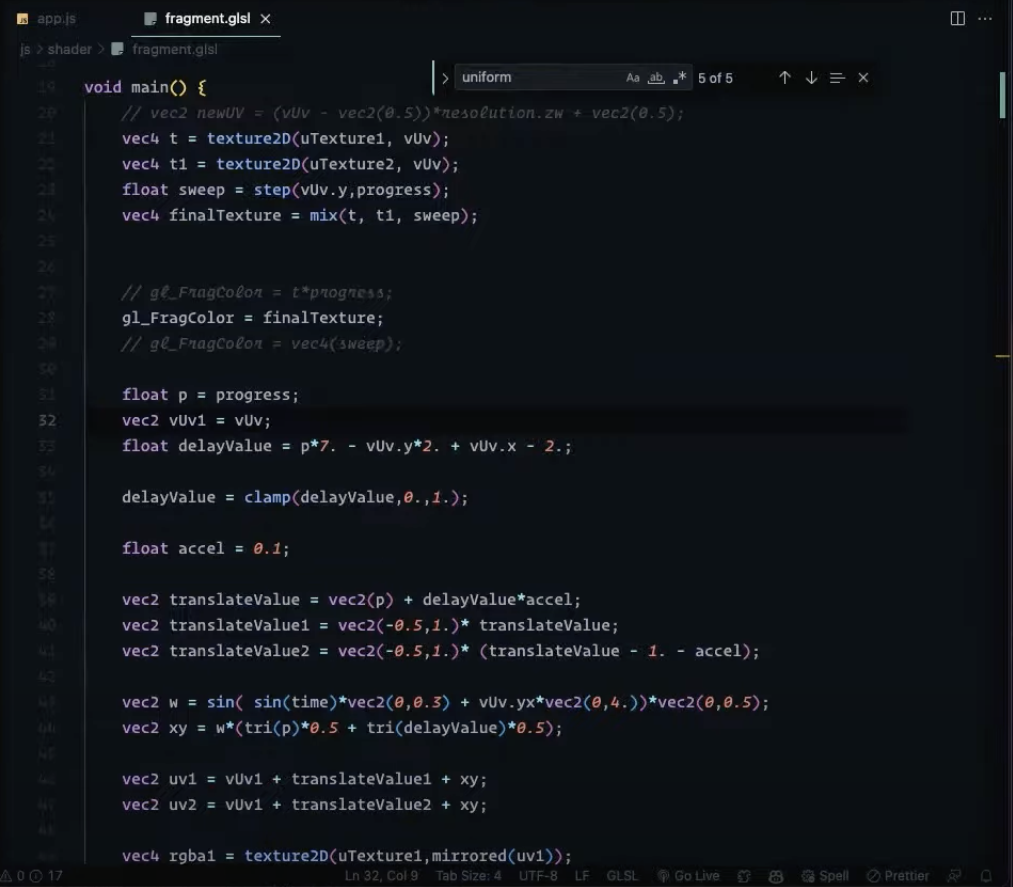 JS app.js
fragment.glsl ×
js > shader > fragment.glsl
> uniform Aa ab .* 5 of 5 ↑ ↓ ×
19 void main() {
20 // vec2 newUV = (vUv - vec2(0.5))*resolution.zw + vec2(0.5);
21 vec4 t = texture2D(uTexture1, vUv);
22 vec4 t1 = texture2D(uTexture2, vUv);
23 float sweep = step(vUv.y,progress);
24 vec4 finalTexture = mix(t, t1, sweep);
25
26
27 // gl_FragColor = t*progress;
28 gl_FragColor = finalTexture;
29 // gl_FragColor = vec4(sweep);
30
31 float p = progress;
32 vec2 vUv1 = vUv;
33 float delayValue = p*7. - vUv.y*2. + vUv.x - 2.;
34
35 delayValue = clamp(delayValue,0.,1.);
36
37 float accel = 0.1;
38
39 vec2 translateValue = vec2(p) + delayValue*accel;
40 vec2 translateValue1 = vec2(-0.5,1.)* translateValue;
41 vec2 translateValue2 = vec2(-0.5,1.)* (translateValue - 1. - accel);
42
43 vec2 w = sin( sin(time)*vec2(0,0.3) + vUv.yx*vec2(0,4.))*vec2(0,0.5);
44 vec2 xy = w*(tri(p)*0.5 + tri(delayValue)*0.5);
45
46 vec2 uv1 = vUv1 + translateValue1 + xy;
47 vec2 uv2 = vUv1 + translateValue2 + xy;
48
49 vec4 rgba1 = texture2D(uTexture1,mirrored(uv1));
0 17 Ln 32, Col 9 Tab Size: 4 UTF-8 LF GLSL Go Live Spell Prettier